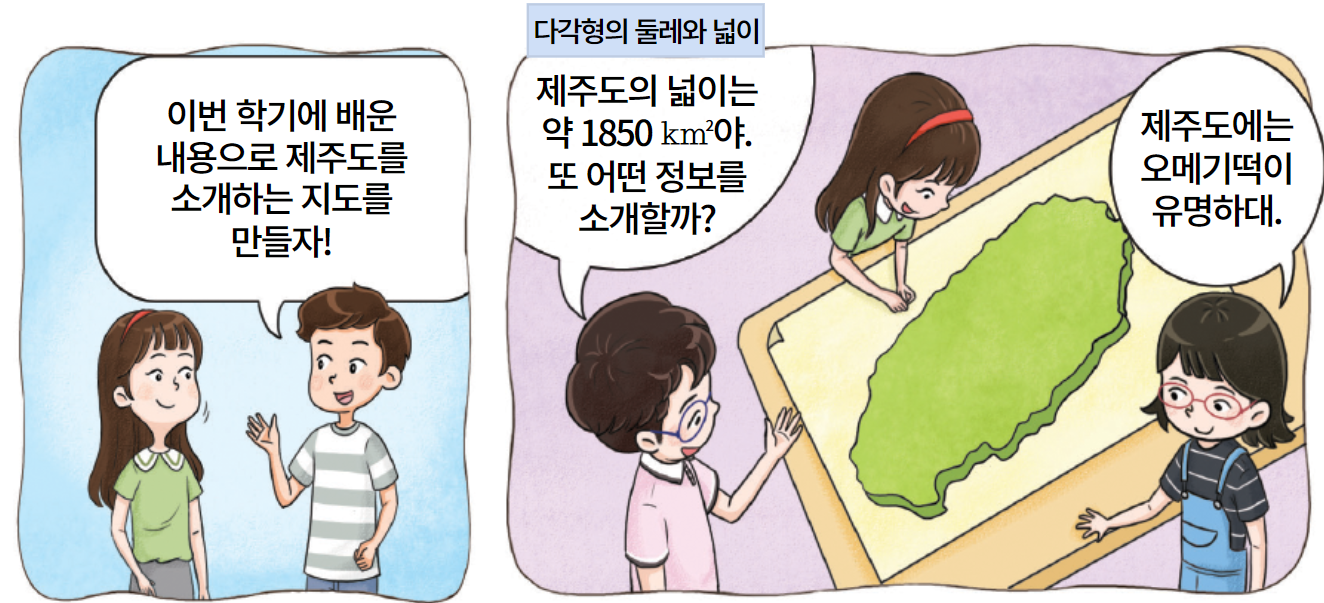 이번 학기에 배운
내용으로 제주도를
소개하는 지도를
만들자!
다각형의 둘레와 넓이
제주도의 넓이는
약 1850 km²야.
또 어떤 정보를
소개할까?
제주도에는
오메기떡이
유명하대.